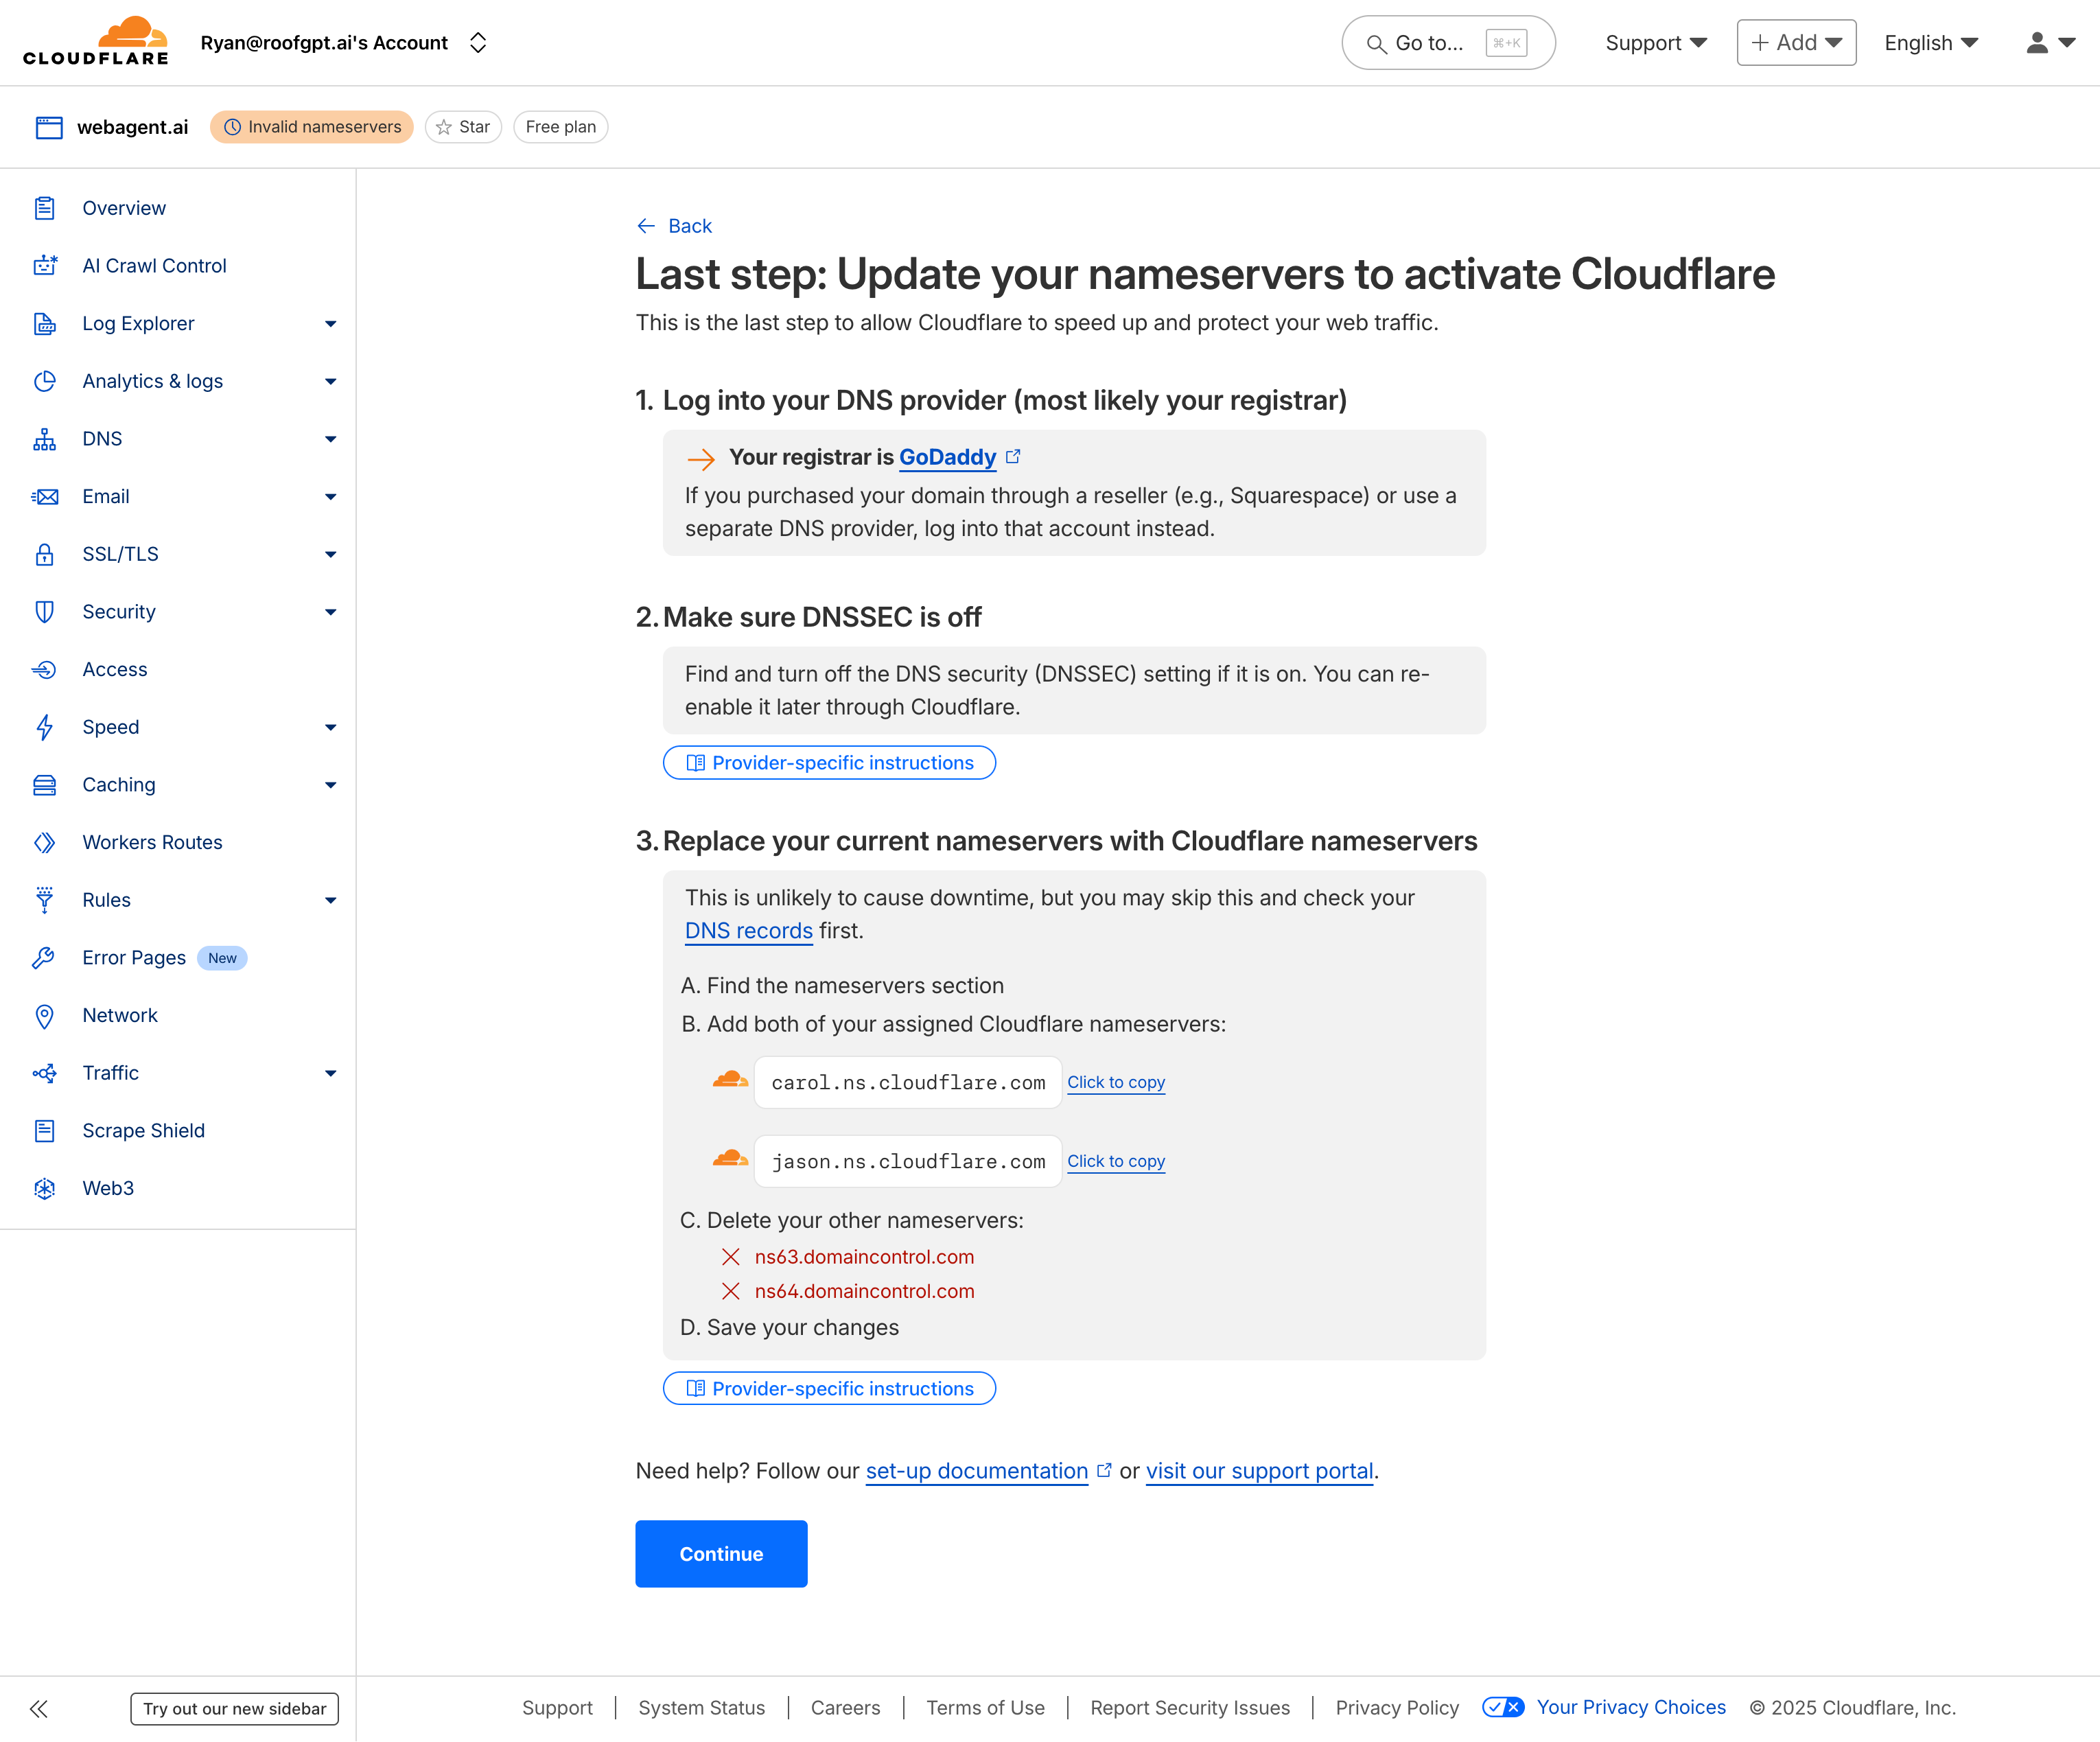 CLOUDFLARE
Ryan@roofgpt.ai's Account
Go to...
⌘+K
Support
+ Add
English
webagent.ai
Invalid nameservers
Star
Free plan
Overview
AI Crawl Control
Log Explorer
Analytics & logs
DNS
Email
SSL/TLS
Security
Access
Speed
Caching
Workers Routes
Rules
Error Pages New
Network
Traffic
Scrape Shield
Web3
Back
Last step: Update your nameservers to activate Cloudflare
This is the last step to allow Cloudflare to speed up and protect your web traffic.
1. Log into your DNS provider (most likely your registrar)
Your registrar is GoDaddy
If you purchased your domain through a reseller (e.g., Squarespace) or use a
separate DNS provider, log into that account instead.
2. Make sure DNSSEC is off
Find and turn off the DNS security (DNSSEC) setting if it is on. You can re-
enable it later through Cloudflare.
Provider-specific instructions
3. Replace your current nameservers with Cloudflare nameservers
This is unlikely to cause downtime, but you may skip this and check your
DNS records first.
A. Find the nameservers section
B. Add both of your assigned Cloudflare nameservers:
carol.ns.cloudflare.com Click to copy
jason.ns.cloudflare.com Click to copy
C. Delete your other nameservers:
ns63.domaincontrol.com
ns64.domaincontrol.com
D. Save your changes
Provider-specific instructions
Need help? Follow our set-up documentation or visit our support portal.
Continue
Try out our new sidebar
Support | System Status | Careers | Terms of Use | Report Security Issues | Privacy Policy Your Privacy Choices © 2025 Cloudflare, Inc.